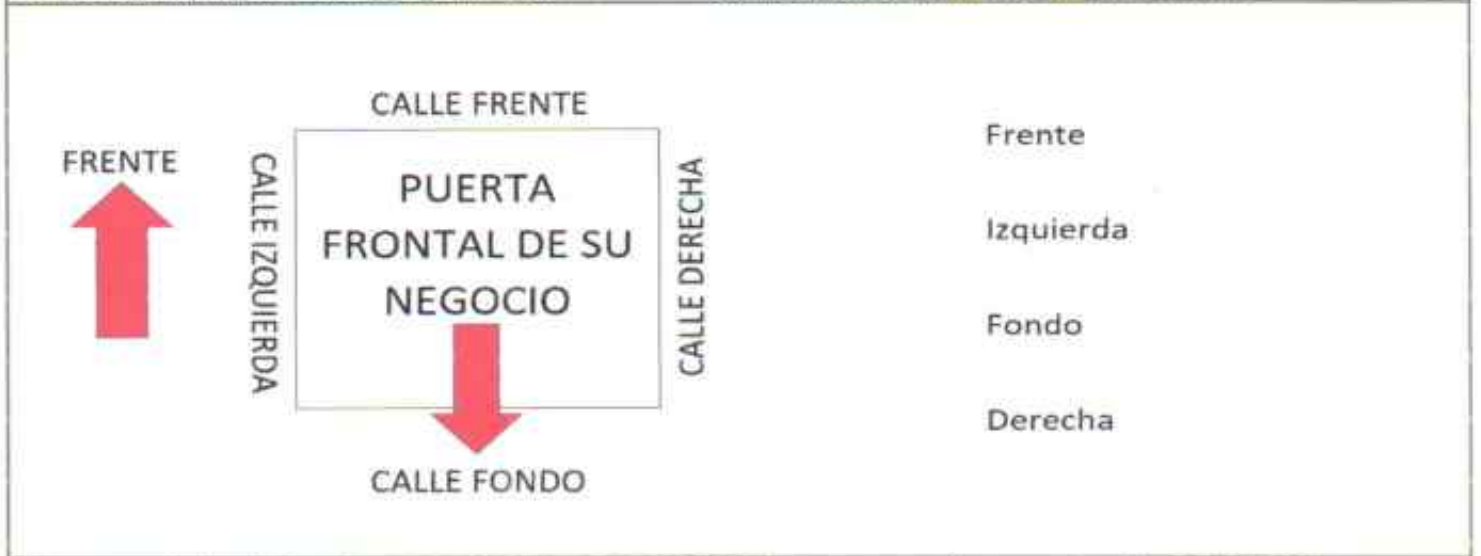 CALLE FRENTE
FRENTE
CALLE IZQUIERDA
PUERTA
FRONTAL DE SU
NEGOCIO
CALLE DERECHA
CALLE FONDO
Frente
Izquierda
Fondo
Derecha